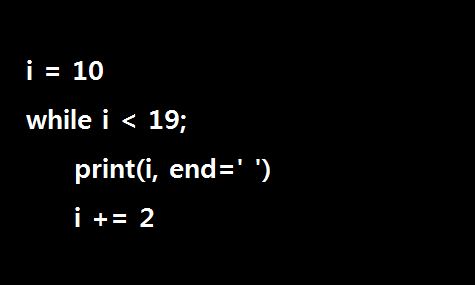 i = 10
while i < 19;
print(i, end=' ')
i += 2